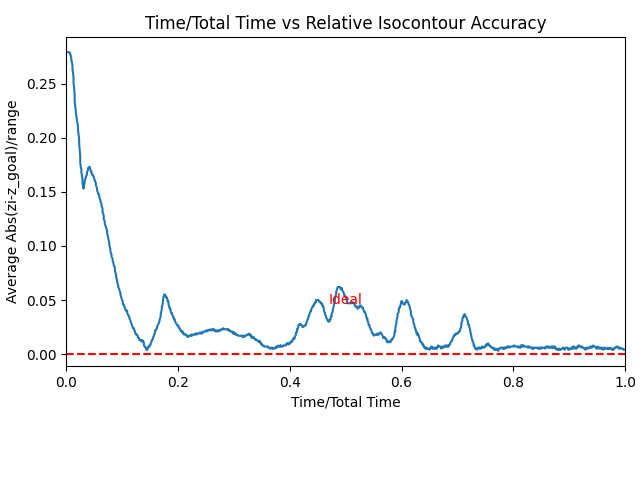 Time/Total Time vs Relative Isocontour Accuracy
Average Abs(zi-z_goal)/range
0.25
0.20
0.15
0.10
0.05
0.00
Ideal
0.0 0.2 0.4 0.6 0.8 1.0
Time/Total Time